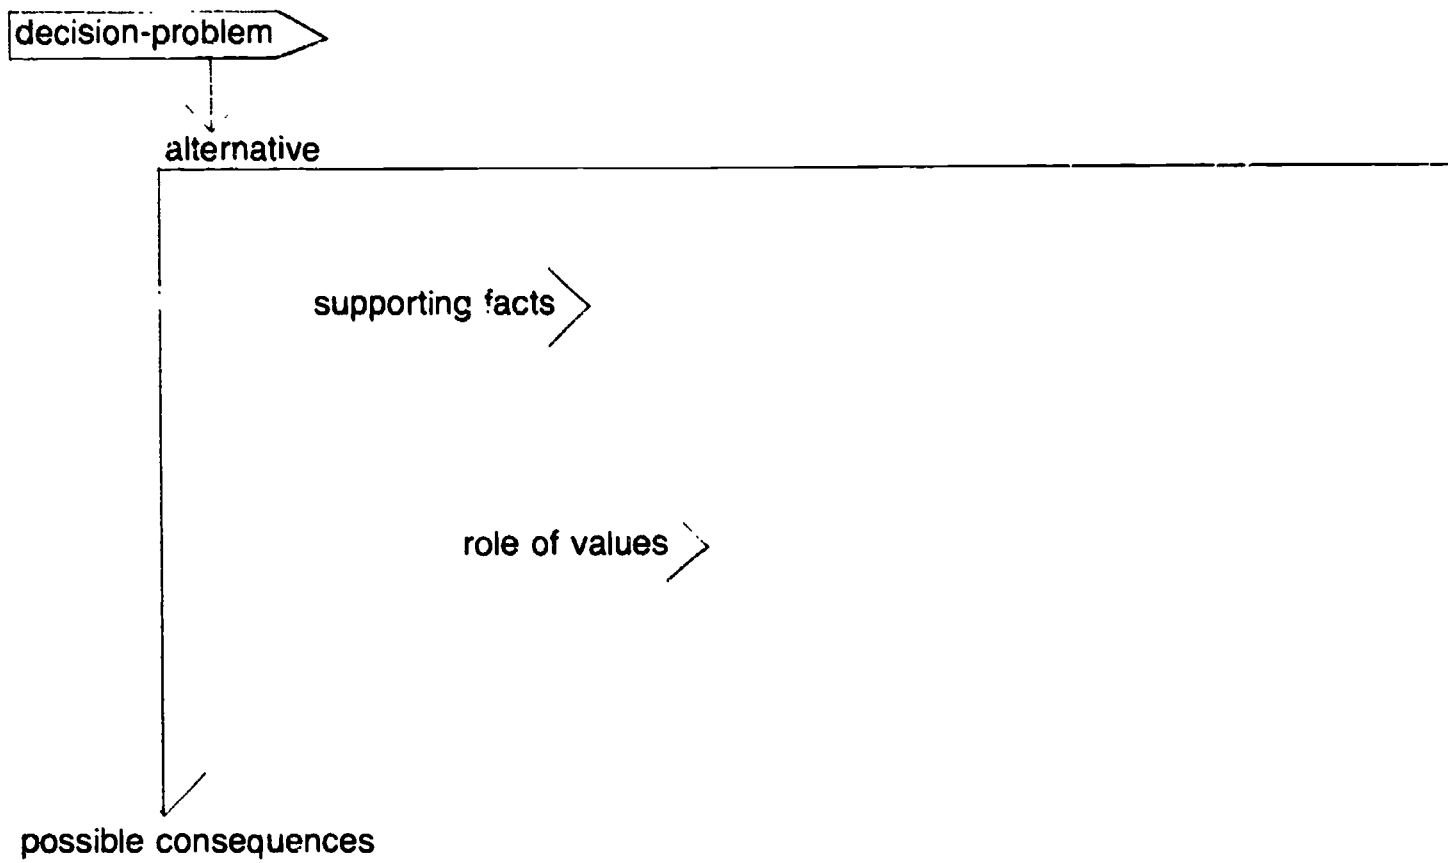 decision-problem
alternative
supporting facts
role of values
possible consequences